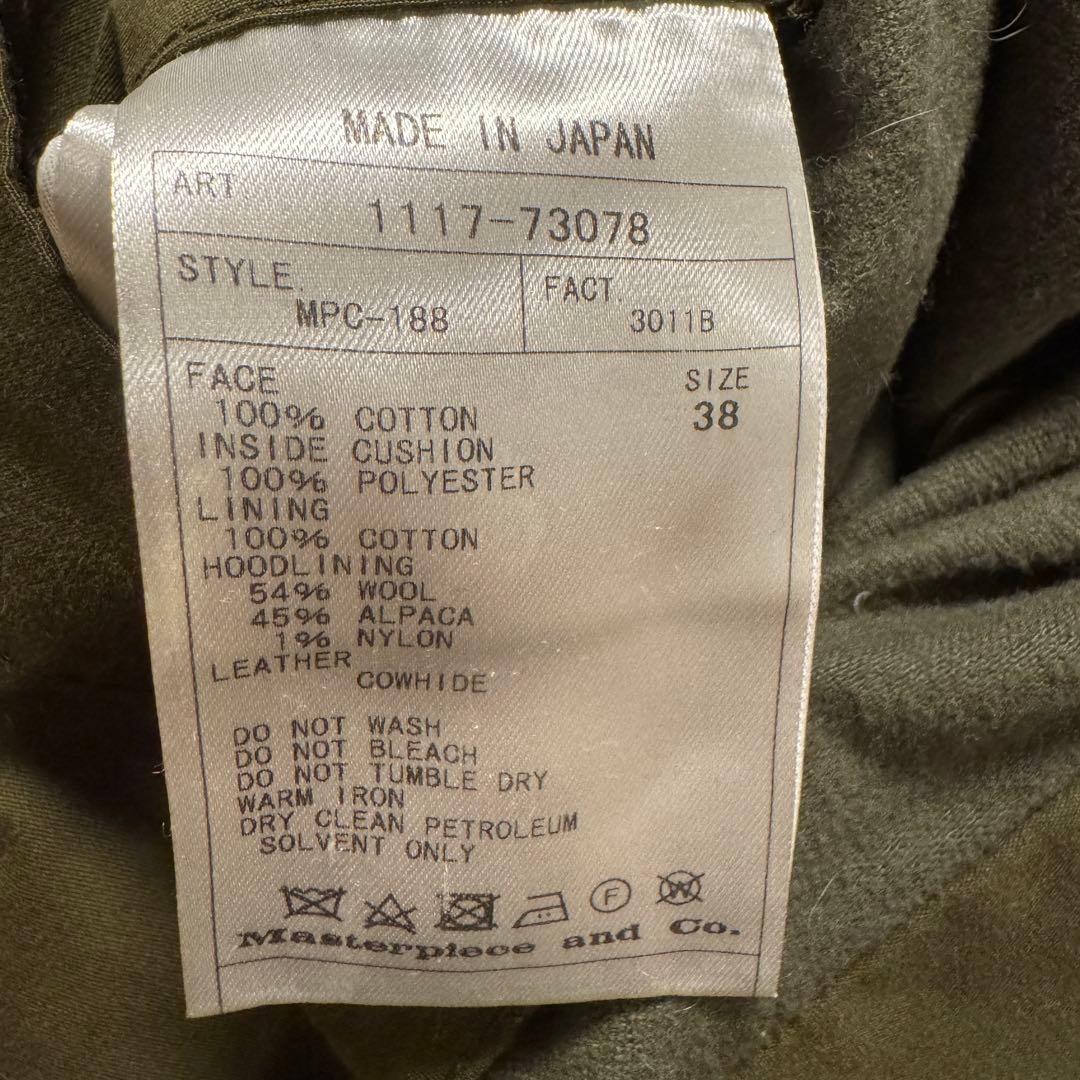 MADE IN JAPAN
ART
1117-73078
STYLE.
MPC-188
FACT.
3011B
FACE
100% COTTON
SIZE
38
INSIDE CUSHION
100% POLYESTER
LINING
100% COTTON
HOODLINING
54% WOOL
45% ALPACA
1% NYLON
LEATHER
COWHIDE
DO NOT WASH
DO NOT BLEACH
DO NOT TUMBLE DRY
WARM IRON
DRY CLEAN PETROLEUM
SOLVENT ONLY
F W
Masterpiece and Co.